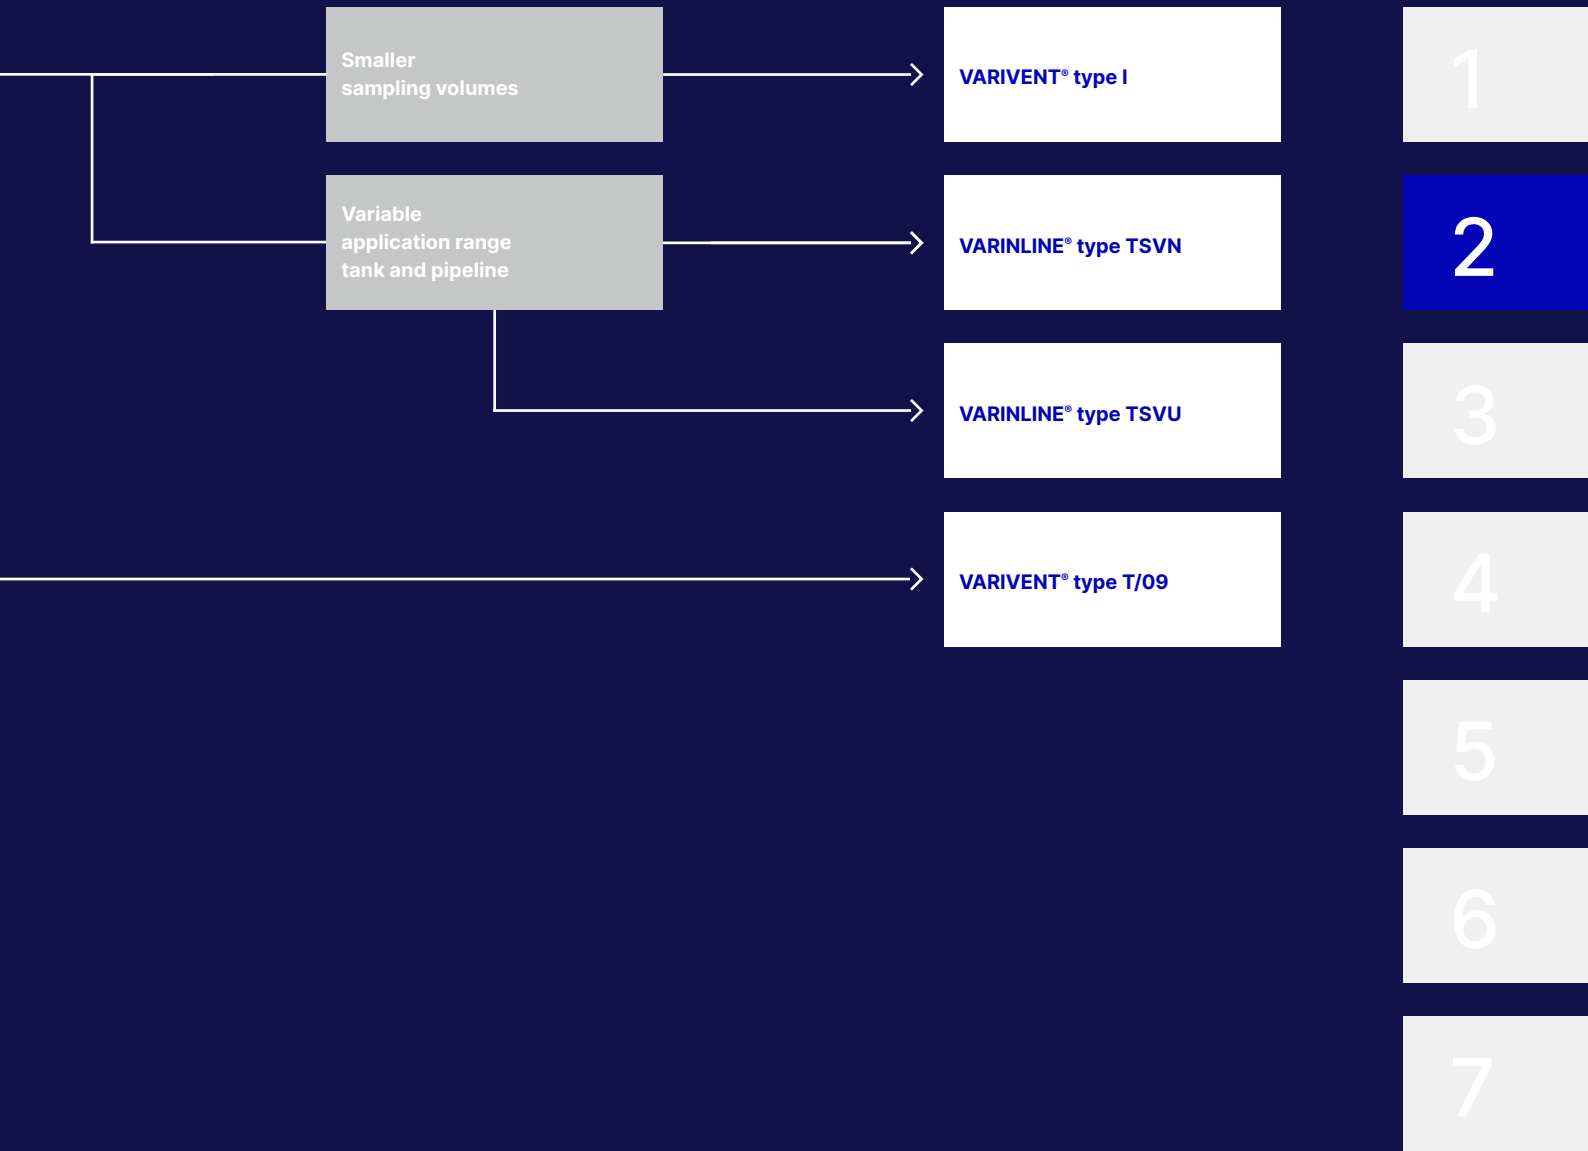 Smaller
sampling volumes
VARIVENT® type I
1
Variable
application range
tank and pipeline
VARINLINE® type TSVN
2
VARINLINE® type TSVU
3
VARIVENT® type T/09
4
5
6
7